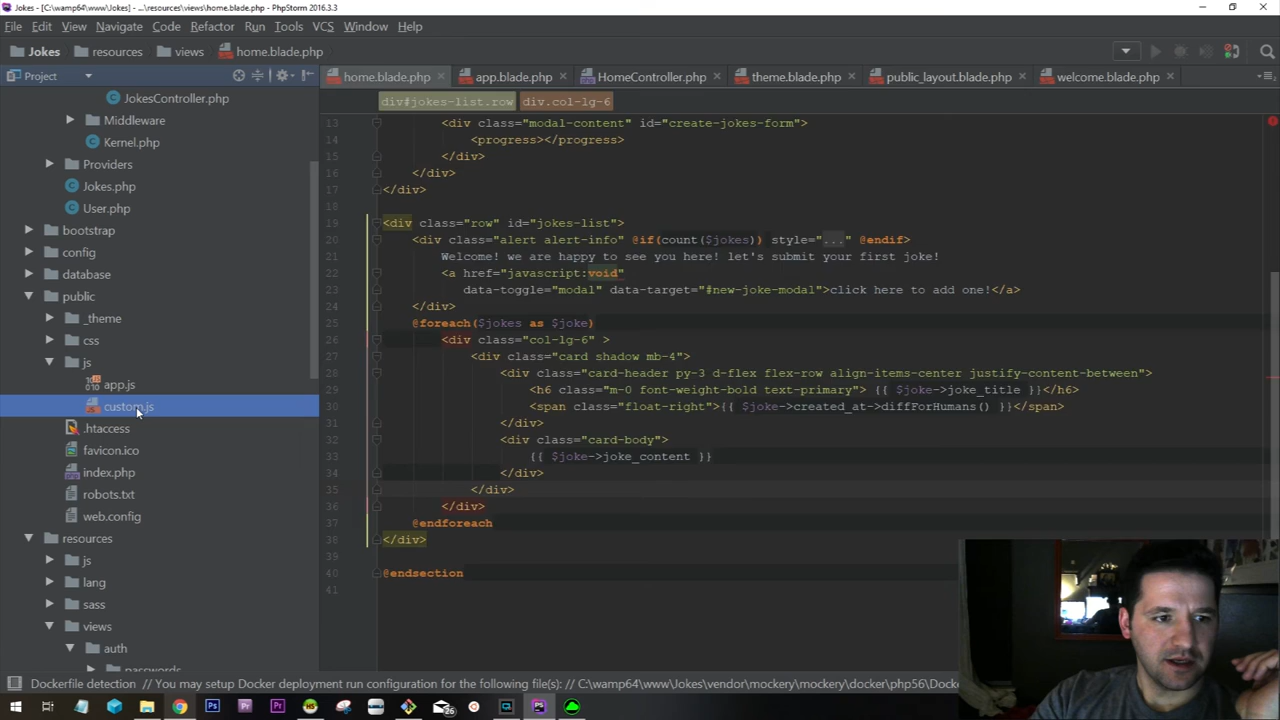 Jokes - [C:\wamp64\www\Jokes] - ...\resources\views\home.blade.php - PhpStorm 2016.3.3
File Edit View Navigate Code Refactor Run Tools VCS Window Help
Jokes resources views home.blade.php
Project
home.blade.php app.blade.php HomeController.php theme.blade.php public_layout.blade.php welcome.blade.php
div#jokes-list.row div.col-lg-6
JokesController.php
Middleware
Kernel.php
Providers
Jokes.php
User.php
bootstrap
config
database
public
_theme
css
js
app.js
custom.js
.htaccess
favicon.ico
index.php
robots.txt
web.config
resources
js
lang
sass
views
auth
passwords
13 <div class="modal-content" id="create-jokes-form">
14 <progress></progress>
15 </div>
16 </div>
17 </div>
18
19 <div class="row" id="jokes-list">
20 <div class="alert alert-info" @if(count($jokes)) style="..." @endif>
21 Welcome! we are happy to see you here! let's submit your first joke!
22 <a href="javascript:void"
23 data-toggle="modal" data-target="#new-joke-modal">click here to add one!</a>
24 </div>
25 @foreach($jokes as $joke)
26 <div class="col-lg-6" >
27 <div class="card shadow mb-4">
28 <div class="card-header py-3 d-flex flex-row align-items-center justify-content-between">
29 <h6 class="m-0 font-weight-bold text-primary"> {{ $joke->joke_title }}</h6>
30 <span class="float-right">{{ $joke->created_at->diffForHumans() }}</span>
31 </div>
32 <div class="card-body">
33 {{ $joke->joke_content }}
34 </div>
35 </div>
36 </div>
37 @endforeach
38 </div>
39
40 @endsection
41
Dockerfile detection // You may setup Docker deployment run configuration for the following file(s): // C:\wamp64\www\Jokes\vendor\mockery\mockery\docker\php56\Docke
26